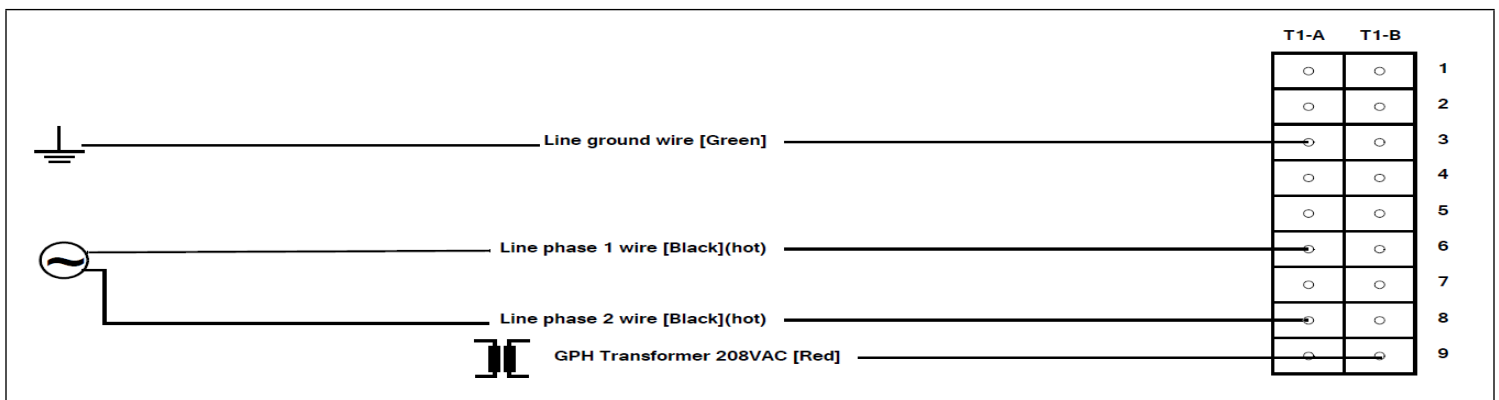 T1-A T1-B
1
2
Line ground wire [Green] 3
4
5
Line phase 1 wire [Black](hot) 6
7
Line phase 2 wire [Black](hot) 8
GPH Transformer 208VAC [Red] 9